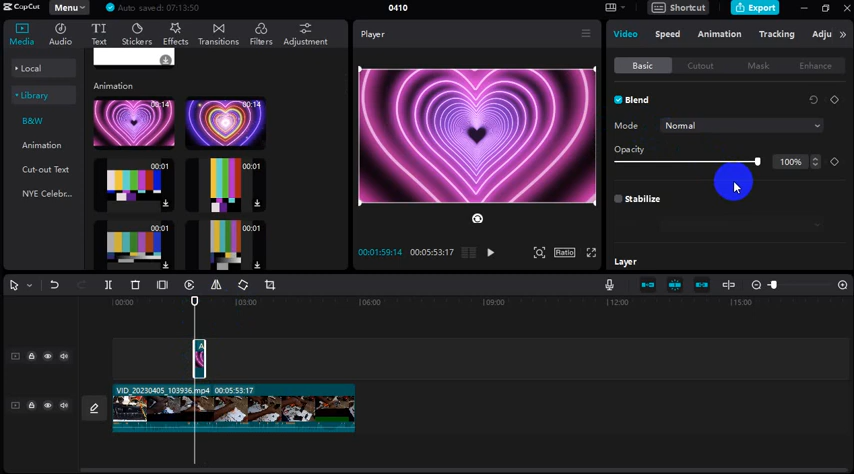 CapCut Menu Auto saved: 07:13:50 0410 Shortcut Export
Media Audio Text Stickers Effects Transitions Filters Adjustment
Local
Library
B&W
Animation
Cut-out Text
NYE Celebr...
Animation
00:14 00:14
00:01 00:01
00:01 00:01
Player
00:01:59:14 00:05:53:17 Ratio
Video Speed Animation Tracking Adju
Basic Cutout Mask Enhance
Blend
Mode Normal
Opacity
100%
Stabilize
Layer
00:00 03:00 06:00 09:00 12:00 15:00
A
VID_20230405_103936.mp4 00:05:53:17